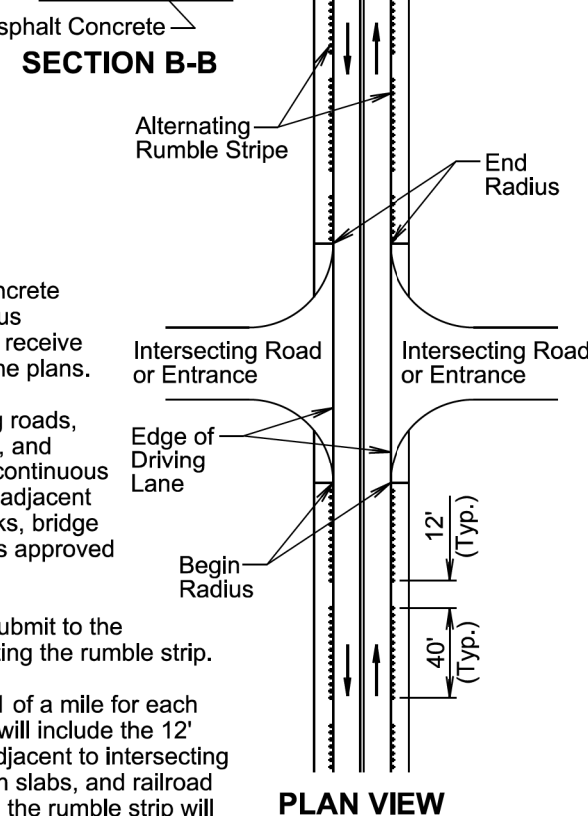 sphalt Concrete
SECTION B-B
Alternating
Rumble Stripe
End
Radius
ncrete
us
receive
ne plans.
Intersecting Road
or Entrance
Intersecting Road
or Entrance
g roads,
, and
continuous
adjacent
ks, bridge
s approved
Edge of
Driving
Lane
12'
(Typ.)
Begin
Radius
40'
(Typ.)
ubmit to the
ting the rumble strip.
of a mile for each
will include the 12'
djacent to intersecting
n slabs, and railroad
the rumble strip will
PLAN VIEW